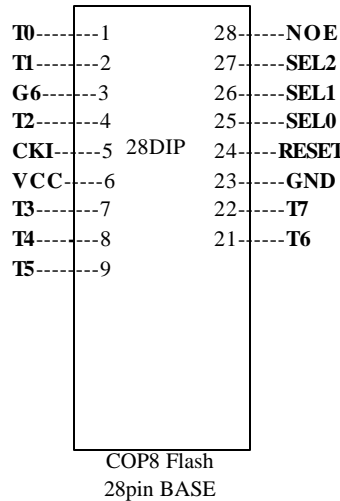 T0-------1 28------NOE
T1-------2 27------SEL2
G6------3 26------SEL1
T2-------4 25------SEL0
CKI-----5 28DIP 24-----RESET
VCC-----6 23------GND
T3-------7 22------T7
T4-------8 21------T6
T5-------9
COP8 Flash
28pin BASE